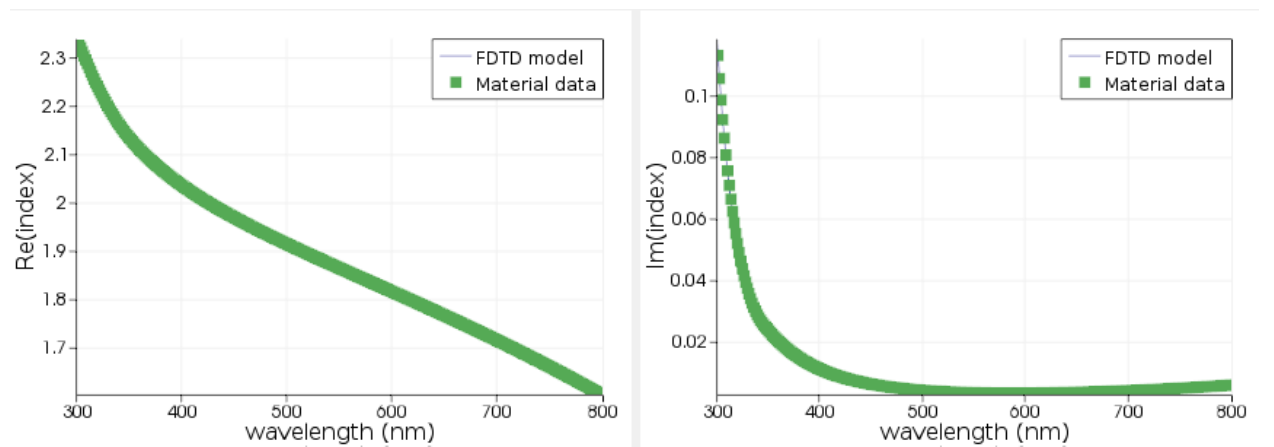 FDTD model
Material data
2.3
2.2
2.1
2
1.9
1.8
1.7
Re(index)
300 400 500 600 700 800
wavelength (nm)
FDTD model
Material data
0.1
0.08
0.06
0.04
0.02
Im(index)
300 400 500 600 700 800
wavelength (nm)